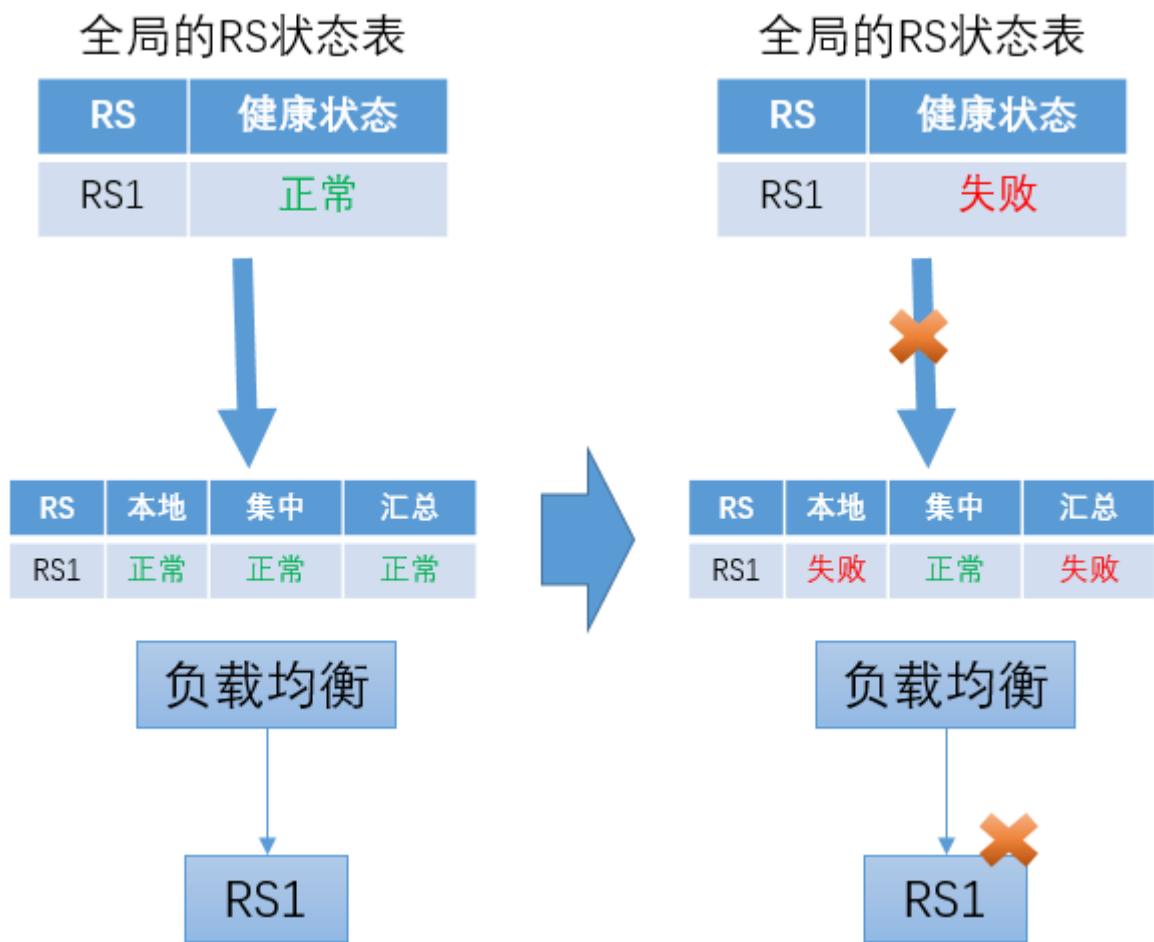 全局的RS状态表
RS 健康状态
RS1 正常
RS 本地 集中 汇总
RS1 正常 正常 正常
负载均衡
RS1
全局的RS状态表
RS 健康状态
RS1 失败
RS 本地 集中 汇总
RS1 失败 正常 失败
负载均衡
RS1